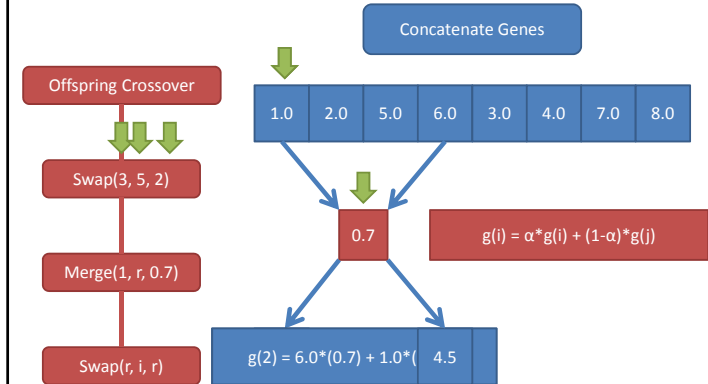 Concatenate Genes
Offspring Crossover
1.0 2.0 5.0 6.0 3.0 4.0 7.0 8.0
Swap(3, 5, 2)
0.7
g(i) = α*g(i) + (1-α)*g(j)
Merge(1, r, 0.7)
g(2) = 6.0*(0.7) + 1.0*( 4.5
Swap(r, i, r)